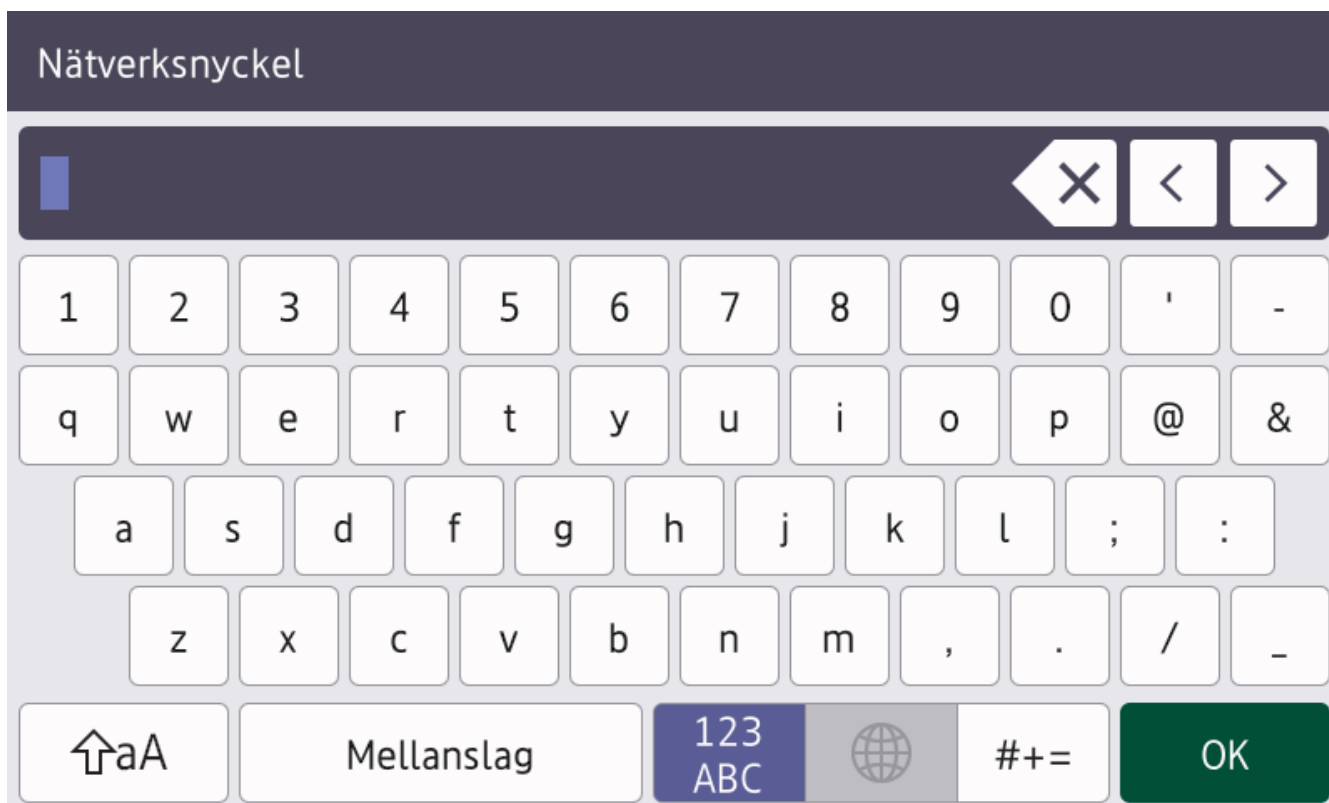 Nätverksnyckel
1 2 3 4 5 6 7 8 9 0 ' -
q w e r t y u i o p @ &
a s d f g h j k l ; :
z x c v b n m , . / _
aA Mellanslag 123 ABC #+= OK